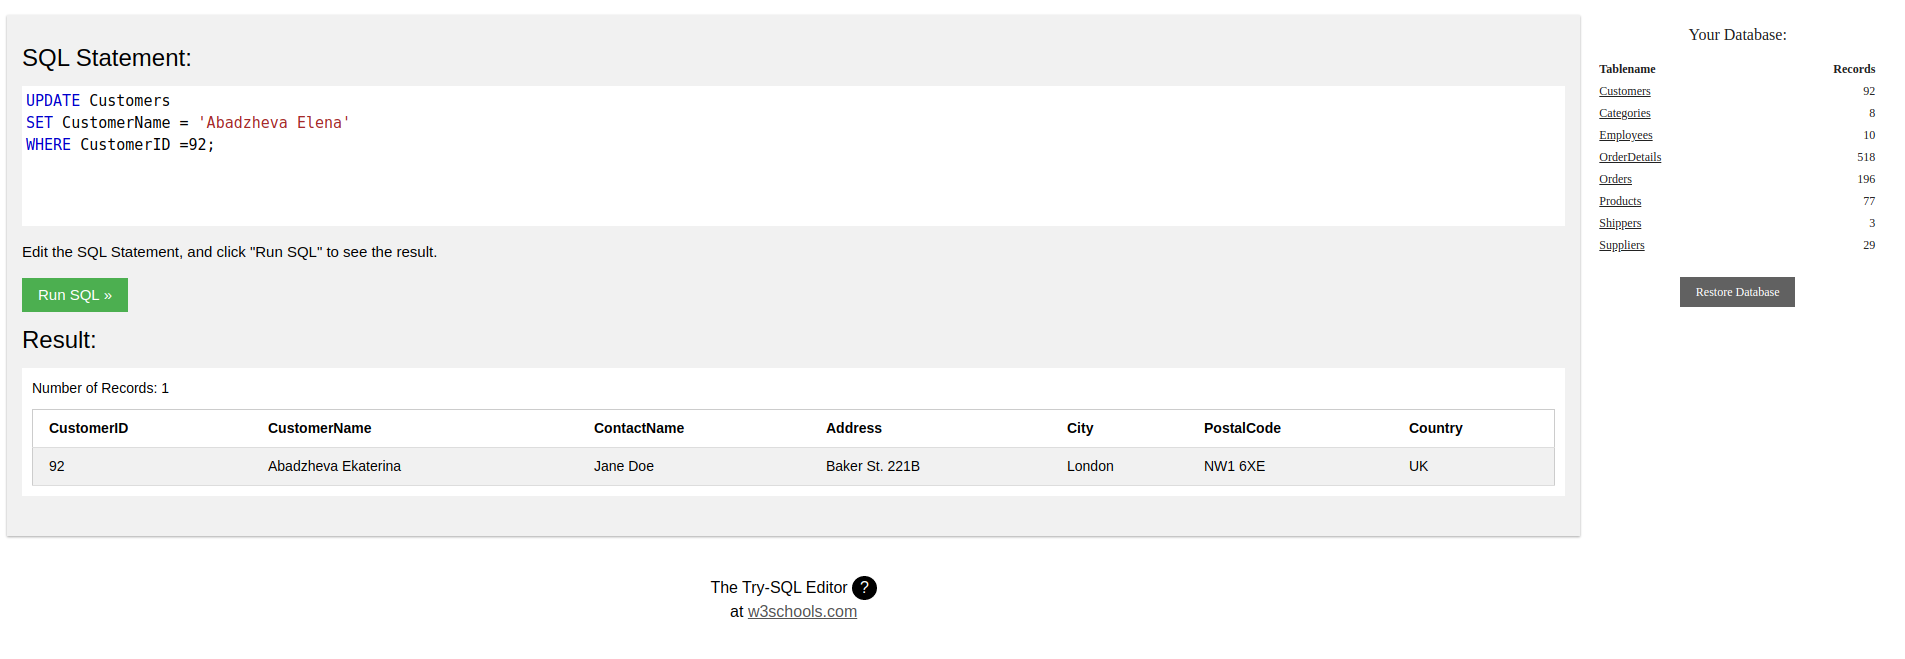 SQL Statement:
UPDATE Customers
SET CustomerName = 'Abadzheva Elena'
WHERE CustomerID =92;
Edit the SQL Statement, and click "Run SQL" to see the result.
Run SQL »
Result:
Number of Records: 1
CustomerID CustomerName ContactName Address City PostalCode Country
92 Abadzheva Ekaterina Jane Doe Baker St. 221B London NW1 6XE UK
The Try-SQL Editor ?
at w3schools.com
Your Database:
Tablename Records
Customers 92
Categories 8
Employees 10
OrderDetails 518
Orders 196
Products 77
Shippers 3
Suppliers 29
Restore Database